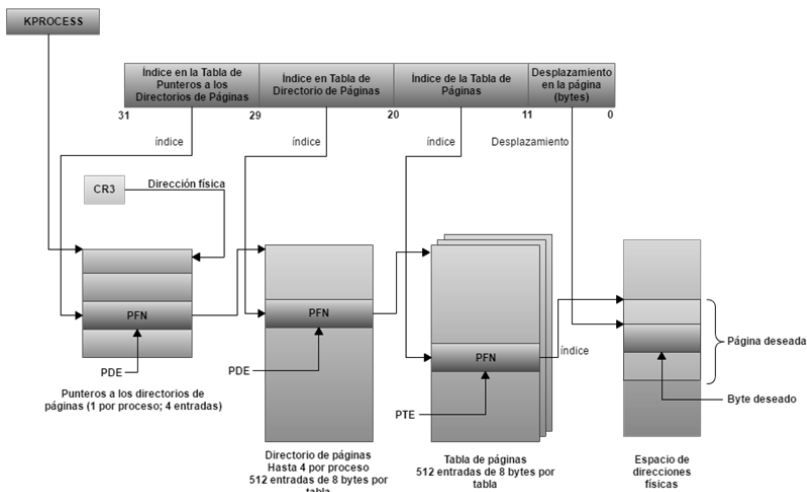 KPROCESS
Índice en la Tabla de
Punteros a los
Directorios de Páginas
Índice en Tabla de
Directorio de Páginas
Índice de la Tabla de
Páginas
Desplazamiento
en la página
(bytes)
31
29
20
11
0
índice
índice
índice
Desplazamiento
CR3
Dirección física
PFN
PFN
PFN
índice
PDE
PDE
PTE
Página deseada
Byte deseado
Punteros a los directorios de
páginas (1 por proceso; 4 entradas)
Directorio de páginas
Hasta 4 por proceso
512 entradas de 8 bytes por
tabla
Tabla de páginas
512 entradas de 8 bytes por
tabla
Espacio de
direcciones
físicas